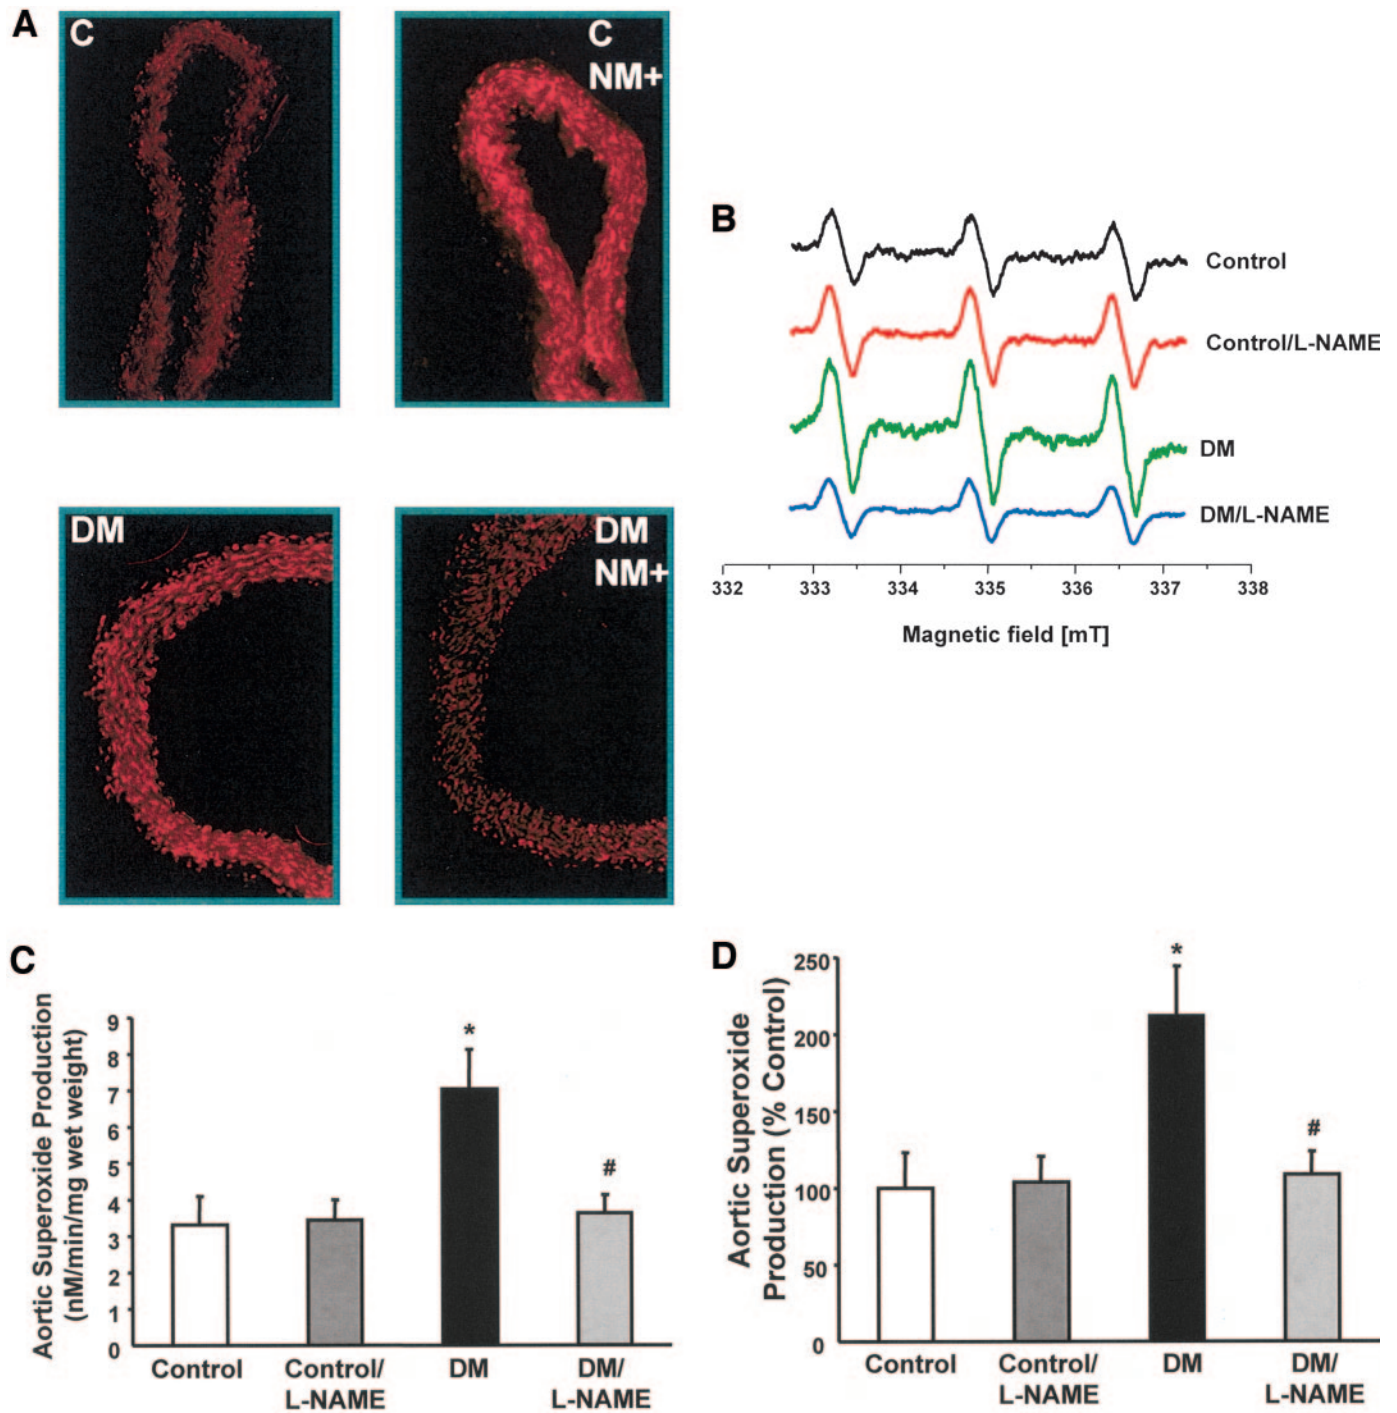 A
C
C
NM+
DM
DM
NM+
B
Control
Control/L-NAME
DM
DM/L-NAME
332 333 334 335 336 337 338
Magnetic field [mT]
C
Aortic Superoxide Production
(nM/min/mg wet weight)
9
8
7
6
5
4
3
2
1
0
*
#
Control Control/ DM DM/
L-NAME L-NAME
D
Aortic Superoxide
Production (% Control)
250
200
150
100
50
0
*
#
Control Control/ DM DM/
L-NAME L-NAME